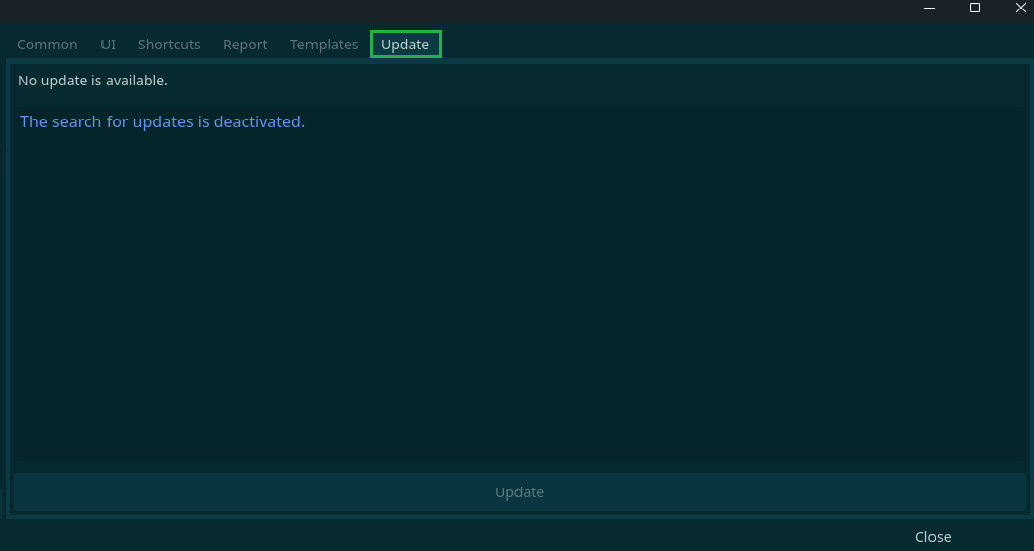 Common UI Shortcuts Report Templates Update
No update is available.
The search for updates is deactivated.
Update
Close